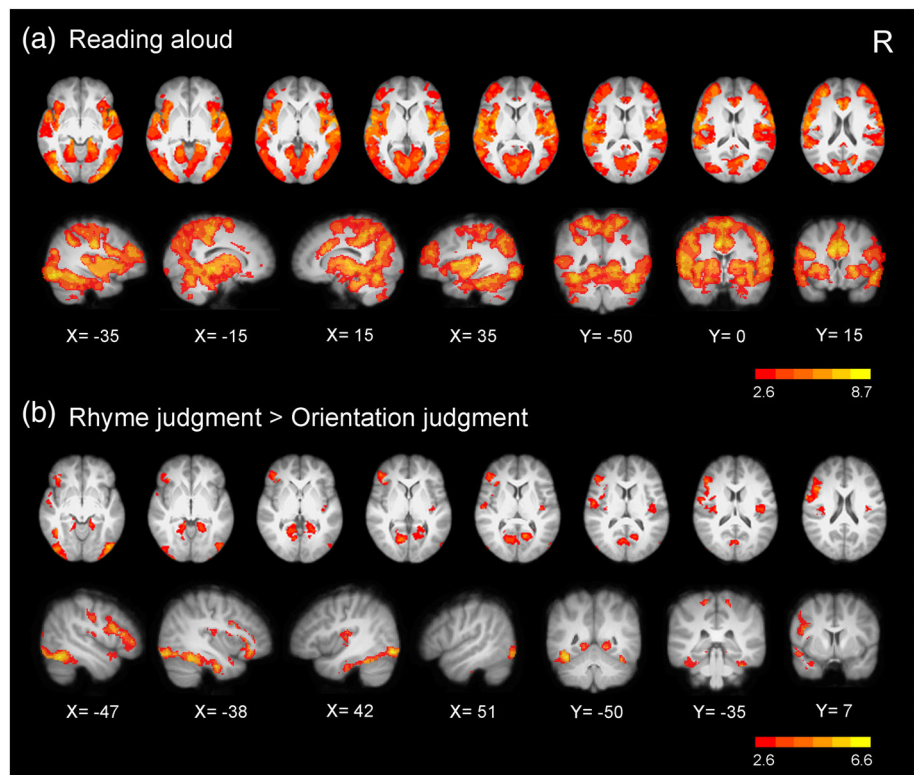 (a) Reading aloud
R
X= -35 X= -15 X= 15 X= 35 Y= -50 Y= 0 Y= 15
2.6 8.7
(b) Rhyme judgment > Orientation judgment
X= -47 X= -38 X= 42 X= 51 Y= -50 Y= -35 Y= 7
2.6 6.6